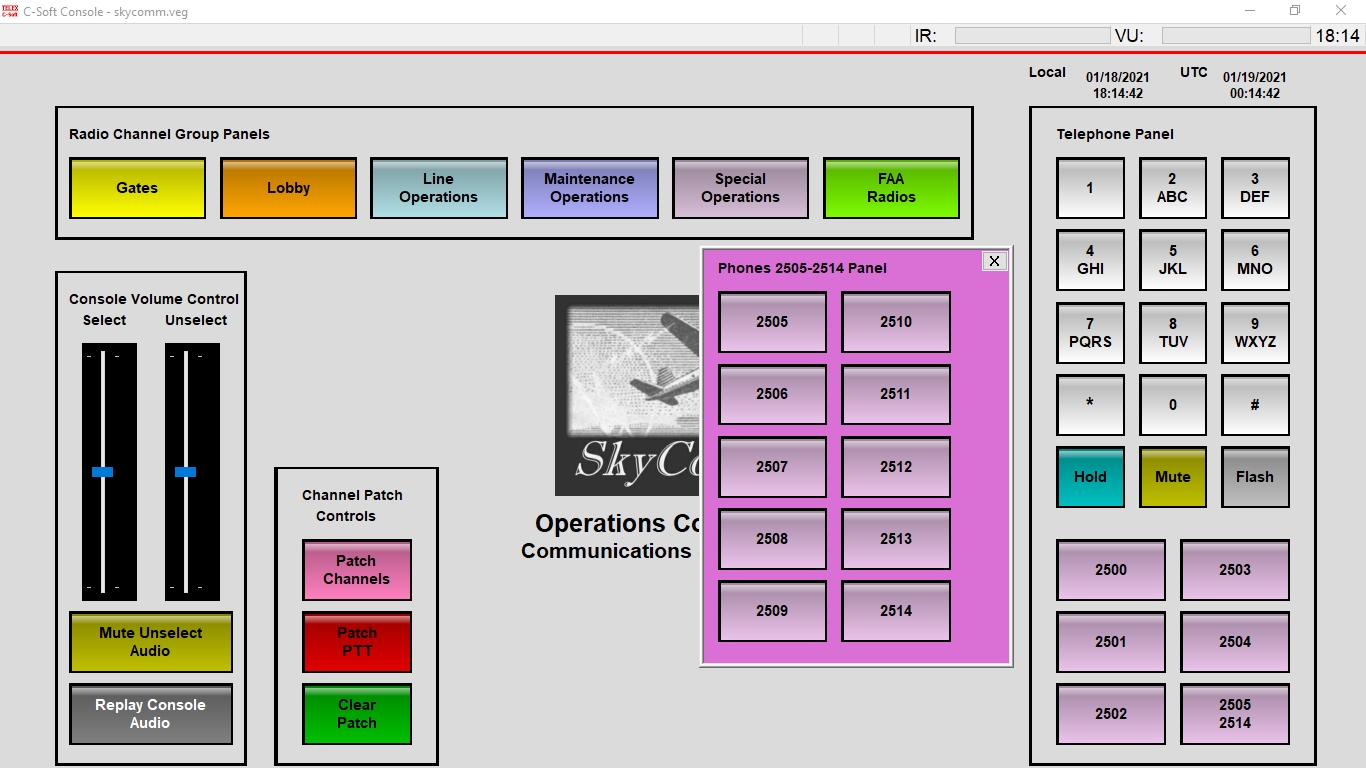 TELEX
C-Soft
C-Soft Console - skycomm.veg
IR:
VU:
18:14
Local
01/18/2021
18:14:42
UTC
01/19/2021
00:14:42
Radio Channel Group Panels
Gates
Lobby
Line
Operations
Maintenance
Operations
Special
Operations
FAA
Radios
Console Volume Control
Select
Unselect
Mute Unselect
Audio
Replay Console
Audio
Channel Patch
Controls
Patch
Channels
Patch
PTT
Clear
Patch
SkyCo
Operations Co
Communications
Phones 2505-2514 Panel
X
2505
2510
2506
2511
2507
2512
2508
2513
2509
2514
Telephone Panel
1
2
ABC
3
DEF
4
GHI
5
JKL
6
MNO
7
PQRS
8
TUV
9
WXYZ
*
0
#
Hold
Mute
Flash
2500
2503
2501
2504
2502
2505
2514